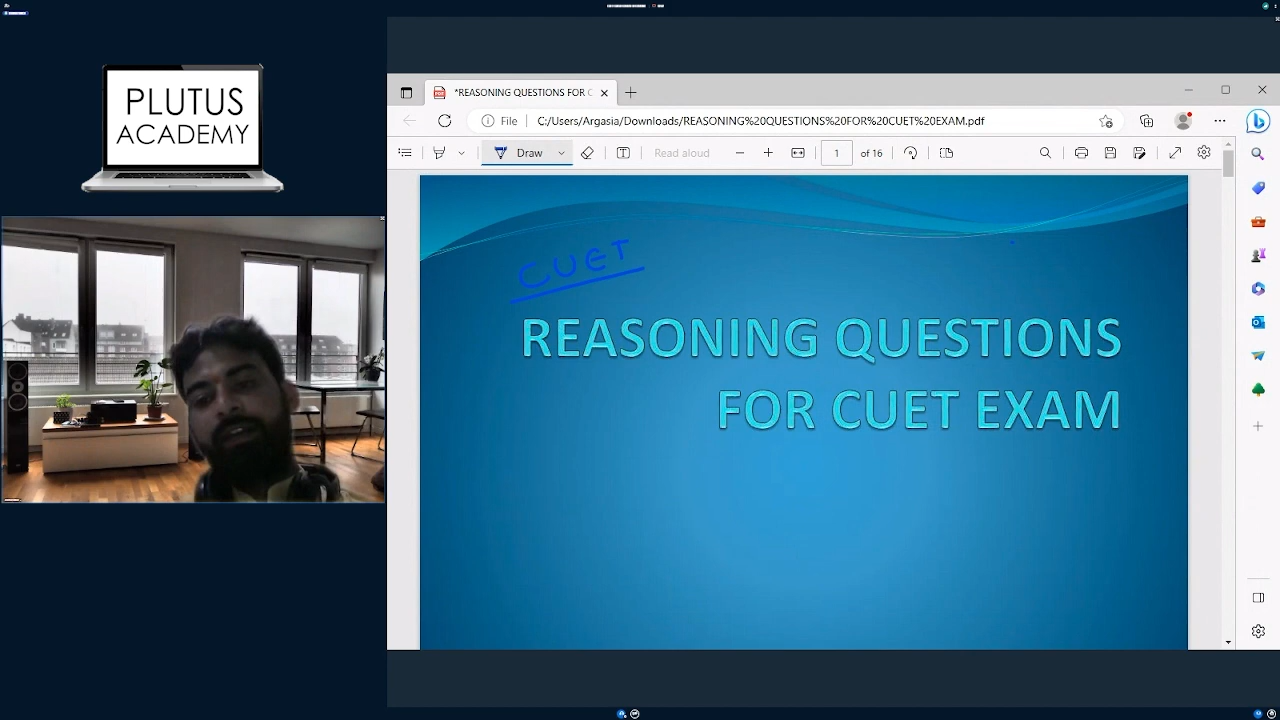 PLUTUS
ACADEMY
*REASONING QUESTIONS FOR C
File
C:/Users/Argasia/Downloads/REASONING%20QUESTIONS%20FOR%20CUET%20EXAM.pdf
Draw
Read aloud
1
of 16
CUET
REASONING QUESTIONS
FOR CUET EXAM